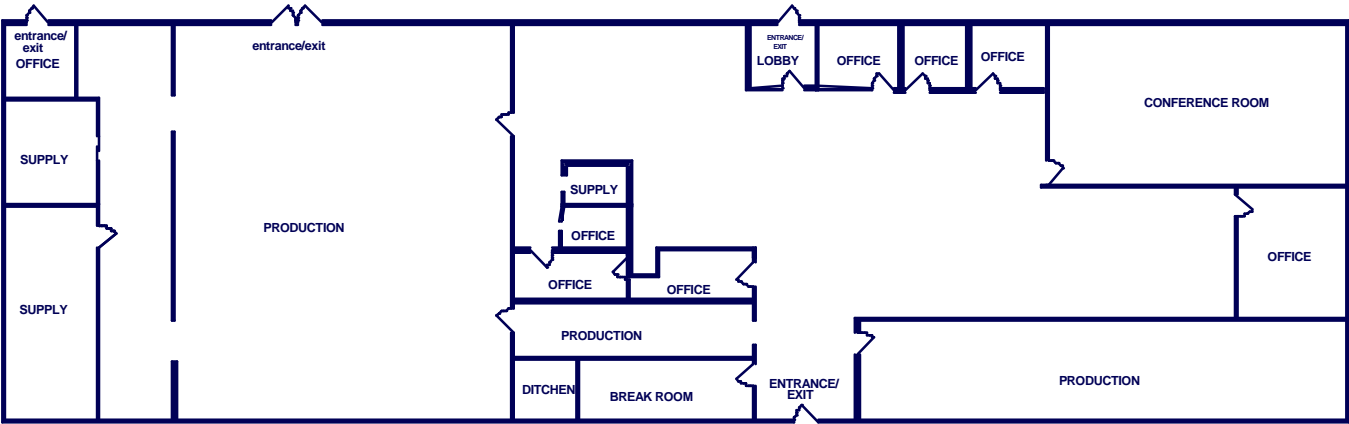 entrance/
exit
OFFICE
entrance/exit
ENTRANCE/
EXIT
LOBBY
OFFICE
OFFICE
OFFICE
CONFERENCE ROOM
SUPPLY
SUPPLY
PRODUCTION
OFFICE
OFFICE
OFFICE
OFFICE
SUPPLY
PRODUCTION
DITCHEN
BREAK ROOM
ENTRANCE/
EXIT
PRODUCTION